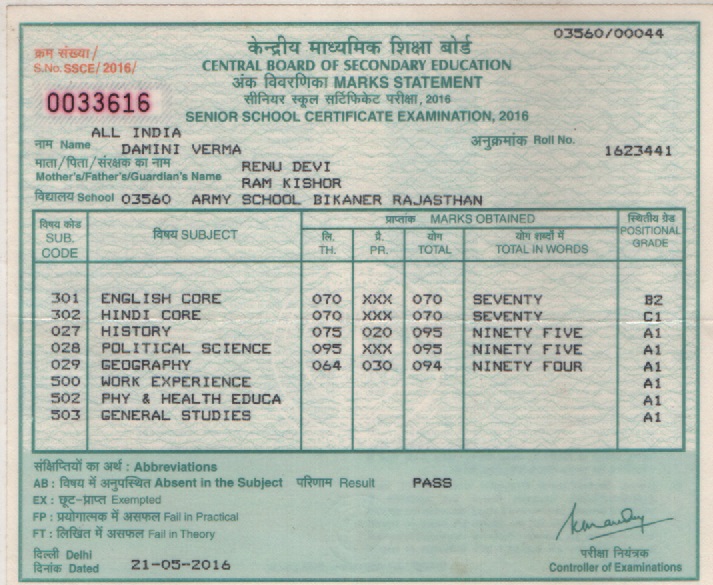 03560/00044
क्रम संख्या/
S.No. SSCE/ 2016/
0033616
केन्द्रीय माध्यमिक शिक्षा बोर्ड
CENTRAL BOARD OF SECONDARY EDUCATION
अंक विवरणिका MARKS STATEMENT
सीनियर स्कूल सर्टिफिकेट परीक्षा, 2016
SENIOR SCHOOL CERTIFICATE EXAMINATION, 2016
ALL INDIA
नाम Name DAMINI VERMA
अनुक्रमांक Roll No. 1623441
माता/पिता/संरक्षक का नाम
Mother's/Father's/Guardian's Name
RENU DEVI
RAM KISHOR
विद्यालय School 03560 ARMY SCHOOL BIKANER RAJASTHAN
विषय कोड SUB. CODE
विषय SUBJECT
प्राप्तांक MARKS OBTAINED
लि. TH.
प्रै. PR.
योग TOTAL
योग शब्दों में TOTAL IN WORDS
स्थितीय ग्रेड POSITIONAL GRADE
301 ENGLISH CORE 070 XXX 070 SEVENTY B2
302 HINDI CORE 070 XXX 070 SEVENTY C1
027 HISTORY 075 020 095 NINETY FIVE A1
028 POLITICAL SCIENCE 095 XXX 095 NINETY FIVE A1
029 GEOGRAPHY 064 030 094 NINETY FOUR A1
500 WORK EXPERIENCE A1
502 PHY & HEALTH EDUCA A1
503 GENERAL STUDIES A1
संक्षिप्तियों का अर्थ : Abbreviations
AB : विषय में अनुपस्थित Absent in the Subject परिणाम Result PASS
EX : छूट-प्राप्त Exempted
FP : प्रयोगात्मक में असफल Fail in Practical
FT : लिखित में असफल Fail in Theory
दिल्ली Delhi
दिनांक Dated 21-05-2016
परीक्षा नियंत्रक
Controller of Examinations